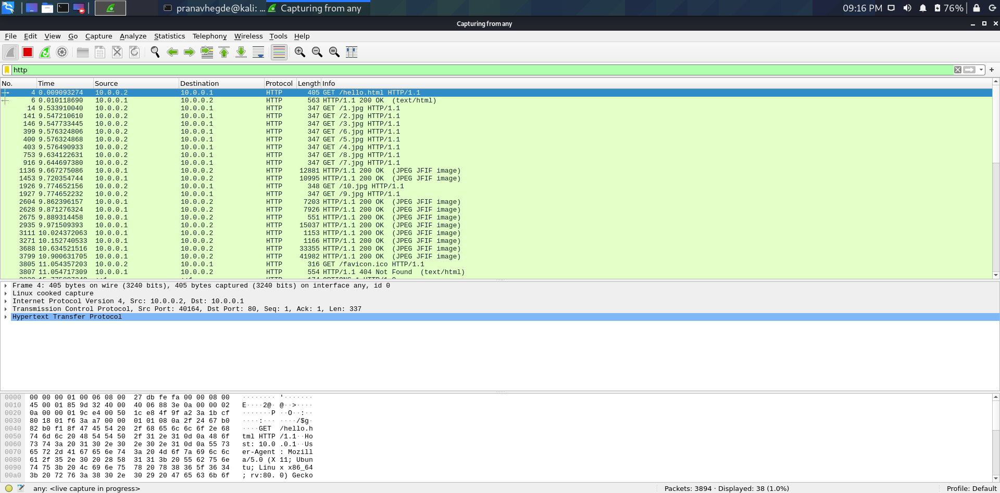 pranavhegde@kali: ... Capturing from any 09:16 PM 76%
Capturing from any
File Edit View Go Capture Analyze Statistics Telephony Wireless Tools Help
http
No. Time Source Destination Protocol Length Info
4 0.009093274 10.0.0.2 10.0.0.1 HTTP 405 GET /hello.html HTTP/1.1
6 0.010118690 10.0.0.1 10.0.0.2 HTTP 563 HTTP/1.1 200 OK (text/html)
14 9.533910040 10.0.0.2 10.0.0.1 HTTP 347 GET /1.jpg HTTP/1.1
141 9.547210610 10.0.0.2 10.0.0.1 HTTP 347 GET /2.jpg HTTP/1.1
146 9.547733445 10.0.0.2 10.0.0.1 HTTP 347 GET /3.jpg HTTP/1.1
399 9.576324806 10.0.0.2 10.0.0.1 HTTP 347 GET /6.jpg HTTP/1.1
400 9.576324868 10.0.0.2 10.0.0.1 HTTP 347 GET /5.jpg HTTP/1.1
403 9.576490933 10.0.0.2 10.0.0.1 HTTP 347 GET /4.jpg HTTP/1.1
753 9.634122631 10.0.0.2 10.0.0.1 HTTP 347 GET /8.jpg HTTP/1.1
916 9.644697380 10.0.0.2 10.0.0.1 HTTP 347 GET /7.jpg HTTP/1.1
1136 9.667275086 10.0.0.1 10.0.0.2 HTTP 12881 HTTP/1.1 200 OK (JPEG JFIF image)
1453 9.720354744 10.0.0.1 10.0.0.2 HTTP 10995 HTTP/1.1 200 OK (JPEG JFIF image)
1926 9.774652156 10.0.0.2 10.0.0.1 HTTP 348 GET /10.jpg HTTP/1.1
1927 9.774652232 10.0.0.2 10.0.0.1 HTTP 347 GET /9.jpg HTTP/1.1
2604 9.862396157 10.0.0.1 10.0.0.2 HTTP 7203 HTTP/1.1 200 OK (JPEG JFIF image)
2628 9.871276324 10.0.0.1 10.0.0.2 HTTP 7926 HTTP/1.1 200 OK (JPEG JFIF image)
2675 9.889314458 10.0.0.1 10.0.0.2 HTTP 551 HTTP/1.1 200 OK (JPEG JFIF image)
2935 9.971509393 10.0.0.1 10.0.0.2 HTTP 15037 HTTP/1.1 200 OK (JPEG JFIF image)
3111 10.024372063 10.0.0.1 10.0.0.2 HTTP 1153 HTTP/1.1 200 OK (JPEG JFIF image)
3271 10.152740533 10.0.0.1 10.0.0.2 HTTP 1166 HTTP/1.1 200 OK (JPEG JFIF image)
3688 10.634521516 10.0.0.1 10.0.0.2 HTTP 33355 HTTP/1.1 200 OK (JPEG JFIF image)
3799 10.900631705 10.0.0.1 10.0.0.2 HTTP 41982 HTTP/1.1 200 OK (JPEG JFIF image)
3805 11.054357203 10.0.0.2 10.0.0.1 HTTP 316 GET /favicon.ico HTTP/1.1
3807 11.054717309 10.0.0.1 10.0.0.2 HTTP 554 HTTP/1.1 404 Not Found (text/html)
Frame 4: 405 bytes on wire (3240 bits), 405 bytes captured (3240 bits) on interface any, id 0
Linux cooked capture
Internet Protocol Version 4, Src: 10.0.0.2, Dst: 10.0.0.1
Transmission Control Protocol, Src Port: 40164, Dst Port: 80, Seq: 1, Ack: 1, Len: 337
Hypertext Transfer Protocol
0000 00 00 00 01 00 06 08 00 27 db fe fa 00 00 08 00 ········ '·······
0010 45 00 01 85 9d 32 40 00 40 06 88 3e 0a 00 00 02 E····2@· @··>····
0020 0a 00 00 01 9c e4 00 50 1c e8 4f 9f a2 3a 1b cf ·······P ··O··:··
0030 80 18 01 f6 3a a7 00 00 01 01 08 0a 2f 24 67 b0 ····:··· ····/$g·
0040 82 b0 f1 8f 47 45 54 20 2f 68 65 6c 6c 6f 2e 68 ····GET /hello.h
0050 74 6d 6c 20 48 54 54 50 2f 31 2e 31 0d 0a 48 6f tml HTTP /1.1··Ho
0060 73 74 3a 20 31 30 2e 30 2e 30 2e 31 0d 0a 55 73 st: 10.0 .0.1··Us
0070 65 72 2d 41 67 65 6e 74 3a 20 4d 6f 7a 69 6c 6c er-Agent : Mozill
0080 61 2f 35 2e 30 20 28 58 31 31 3b 20 55 62 75 6e a/5.0 (X 11; Ubun
0090 74 75 3b 20 4c 69 6e 75 78 20 78 38 36 5f 36 34 tu; Linu x x86_64
00a0 3b 20 72 76 3a 38 30 2e 30 29 20 47 65 63 6b 6f ; rv:80. 0) Gecko
any: <live capture in progress> Packets: 3894 · Displayed: 38 (1.0%) Profile: Default